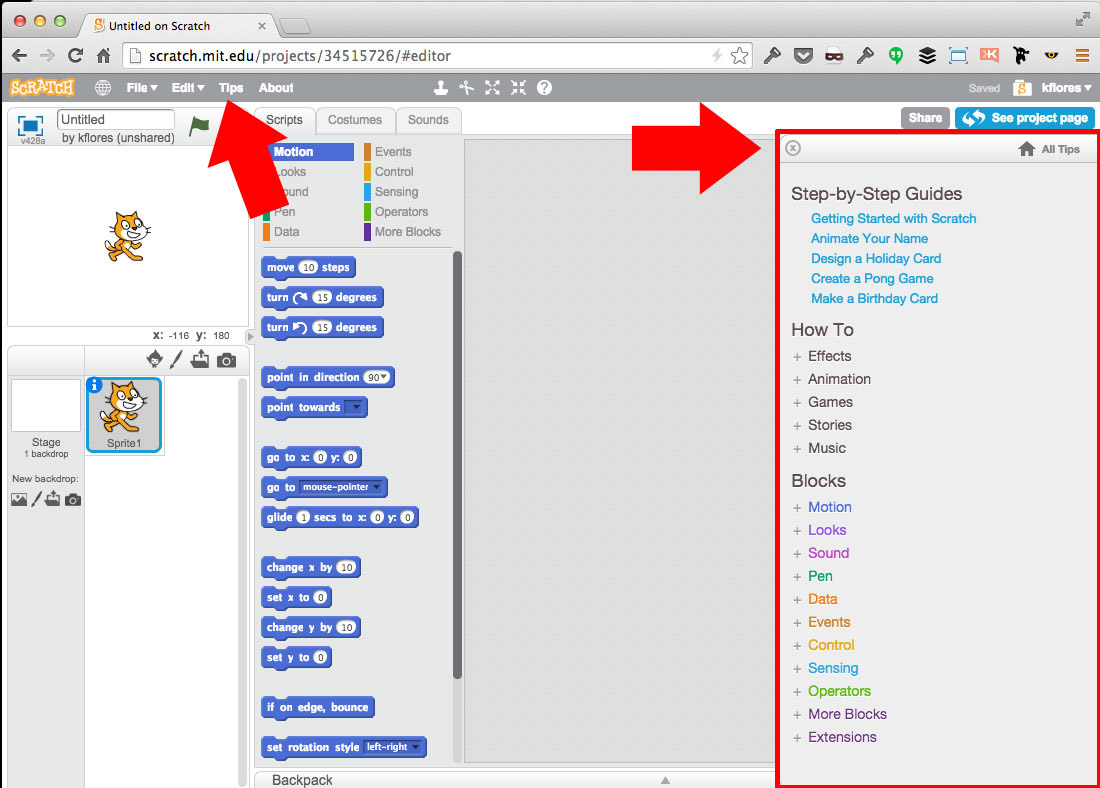 Untitled on Scratch
scratch.mit.edu/projects/34515726/#editor
SCRATCH
File Edit Tips About
Saved
kflores
v428a
Untitled
by kflores (unshared)
Scripts Costumes Sounds
Share
See project page
Motion
Looks
ound
Pen
Data
Events
Control
Sensing
Operators
More Blocks
move 10 steps
turn 15 degrees
turn 15 degrees
point in direction 90
point towards
go to x: 0 y: 0
go to mouse-pointer
glide 1 secs to x: 0 y: 0
change x by 10
set x to 0
change y by 10
set y to 0
if on edge, bounce
set rotation style left-right
x: -116 y: 180
Sprite1
Stage
1 backdrop
New backdrop:
Backpack
All Tips
Step-by-Step Guides
Getting Started with Scratch
Animate Your Name
Design a Holiday Card
Create a Pong Game
Make a Birthday Card
How To
+ Effects
+ Animation
+ Games
+ Stories
+ Music
Blocks
+ Motion
+ Looks
+ Sound
+ Pen
+ Data
+ Events
+ Control
+ Sensing
+ Operators
+ More Blocks
+ Extensions